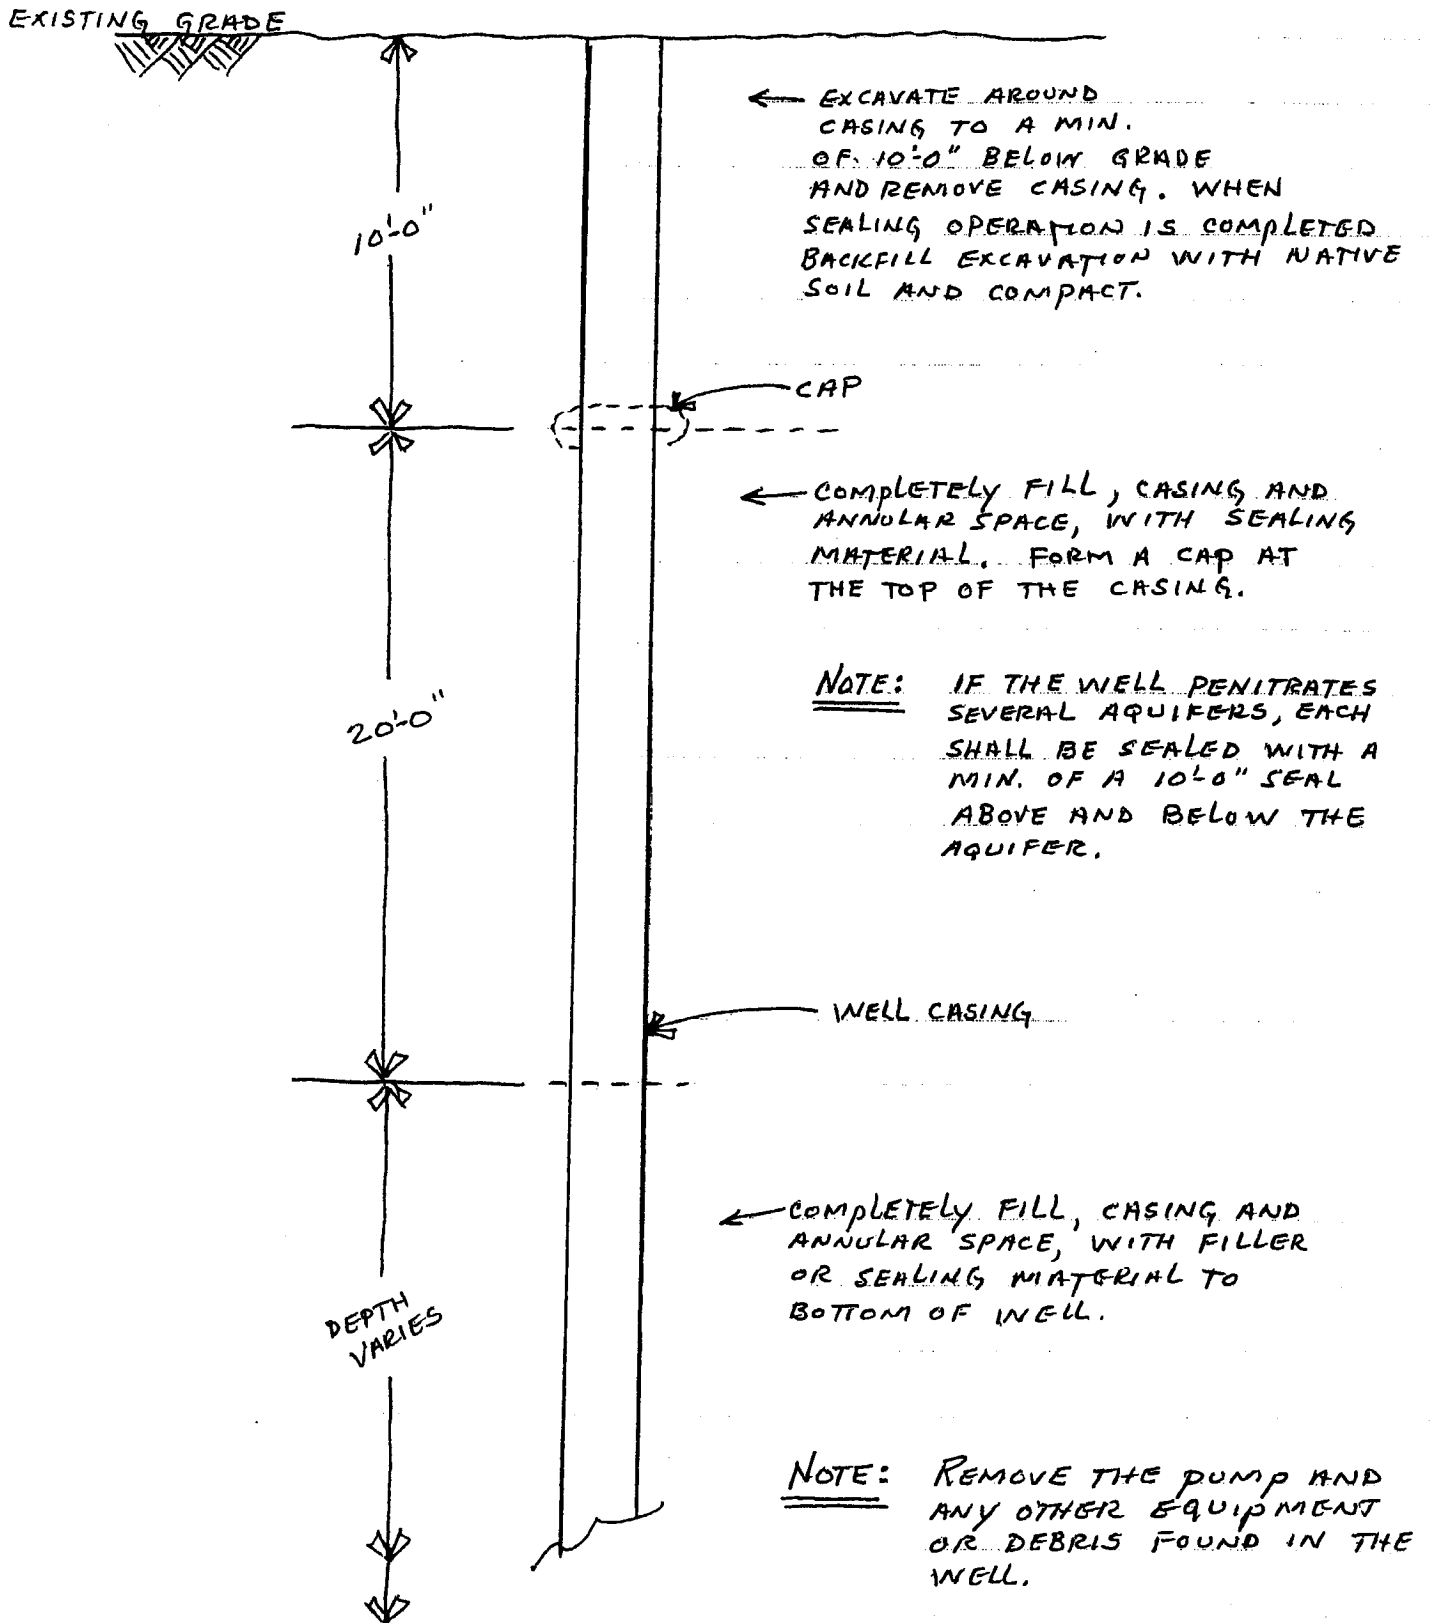 EXISTING GRADE
← EXCAVATE AROUND
CASING TO A MIN.
OF 10'-0" BELOW GRADE
AND REMOVE CASING. WHEN
SEALING OPERATION IS COMPLETED
BACKFILL EXCAVATION WITH NATIVE
SOIL AND COMPACT.
10'-0"
CAP
← COMPLETELY FILL, CASING AND
ANNULAR SPACE, WITH SEALING
MATERIAL. FORM A CAP AT
THE TOP OF THE CASING.
20'-0"
NOTE: IF THE WELL PENITRATES
SEVERAL AQUIFERS, EACH
SHALL BE SEALED WITH A
MIN. OF A 10'-0" SEAL
ABOVE AND BELOW THE
AQUIFER.
WELL CASING
← COMPLETELY FILL, CASING AND
ANNULAR SPACE, WITH FILLER
OR SEALING MATERIAL TO
BOTTOM OF WELL.
DEPTH
VARIES
NOTE: REMOVE THE PUMP AND
ANY OTHER EQUIPMENT
OR DEBRIS FOUND IN THE
WELL.